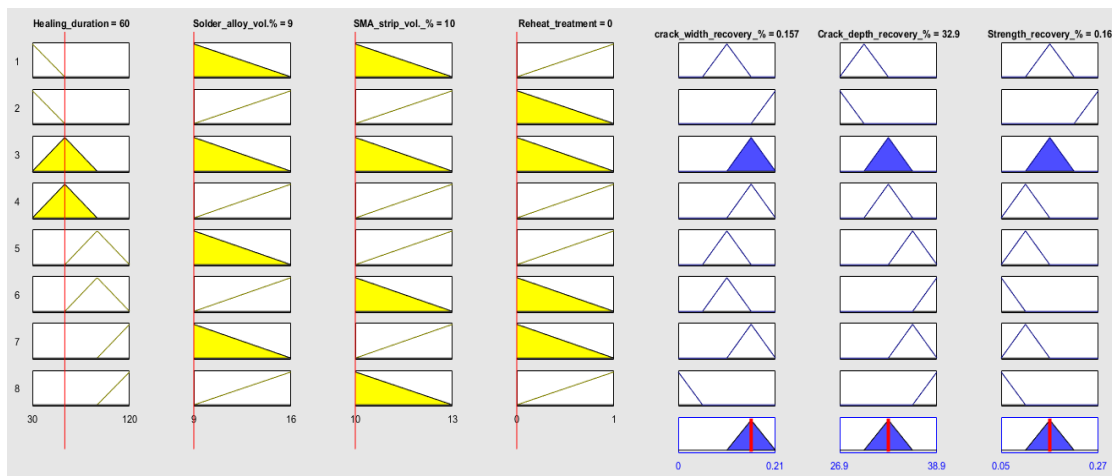 Healing_duration = 60 Solder_alloy_vol.% = 9 SMA_strip_vol._% = 10 Reheat_treatment = 0 crack_width_recovery_% = 0.157 Crack_depth_recovery_% = 32.9 Strength_recovery_% = 0.16
1
2
3
4
5
6
7
8
30 120 9 16 10 13 0 1
0 0.21 26.9 38.9 0.05 0.27